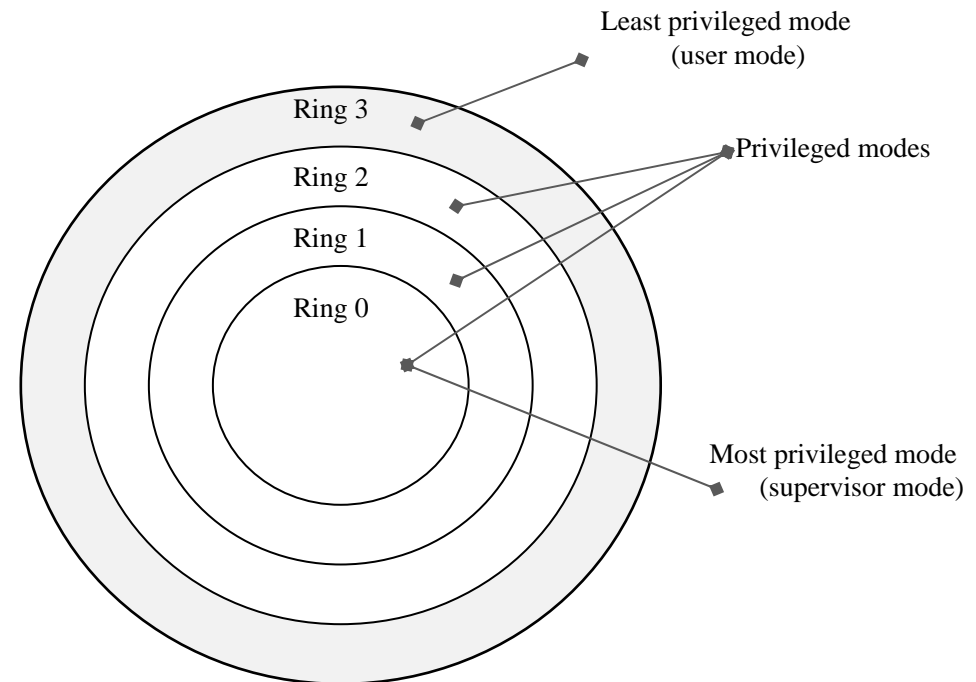 Least privileged mode
(user mode)
Ring 3
Privileged modes
Ring 2
Ring 1
Ring 0
Most privileged mode
(supervisor mode)